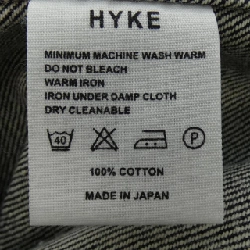 HYKE
MINIMUM MACHINE WASH WARM
DO NOT BLEACH
WARM IRON
IRON UNDER DAMP CLOTH
DRY CLEANABLE
40 P
100% COTTON
MADE IN JAPAN